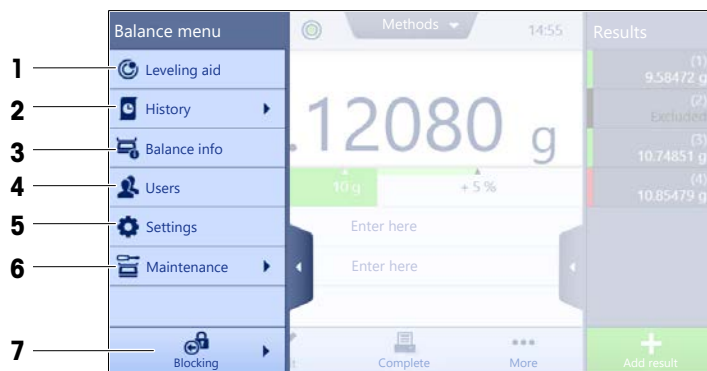 Balance menu
1 Leveling aid
2 History
3 Balance info
4 Users
5 Settings
6 Maintenance
7 Blocking
Methods
14:55
.12080 g
10 g
+ 5 %
Enter here
Enter here
t
Complete
More
Results
(1)
9.58472 g
(2)
Excluded
(3)
10.74851 g
(4)
10.85479 g
Add result